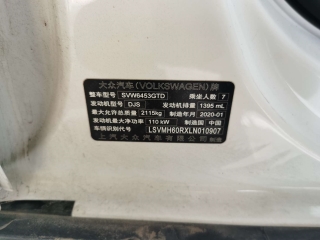 大众汽车(VOLKSWAGEN)牌
整车型号 SVW6453GTD 乘坐人数 7
发动机型号 DJS 发动机排量 1395 mL
最大允许总质量 2115kg 制造年月 2020-01
发动机最大净功率 110 kW 制造国 中国
车辆识别代号 LSVMH60RXLN010907
上汽大众汽车有限公司 制造